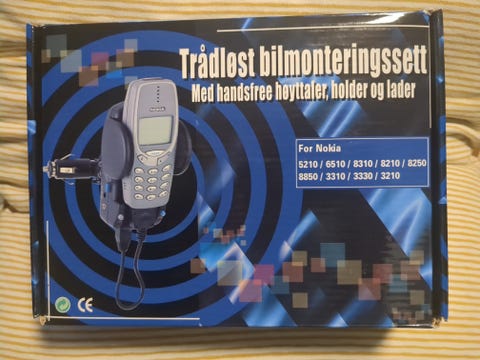 Trådløst bilmonteringssett
Med handsfree høyttaler, holder og lader
NOKIA
For Nokia
5210 / 6510 / 8310 / 8210 / 8250
8850 / 3310 / 3330 / 3210
CE